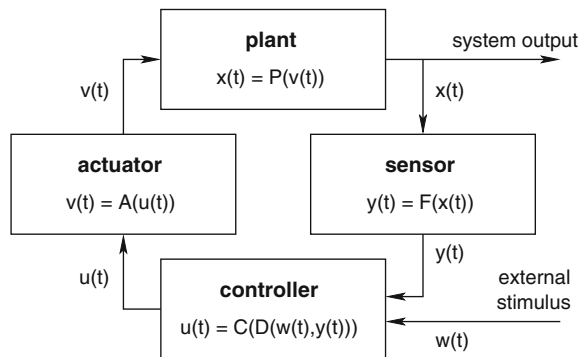 plant
x(t) = P(v(t))
system output
v(t)
x(t)
actuator
v(t) = A(u(t))
sensor
y(t) = F(x(t))
u(t)
y(t)
controller
u(t) = C(D(w(t),y(t)))
external
stimulus
w(t)